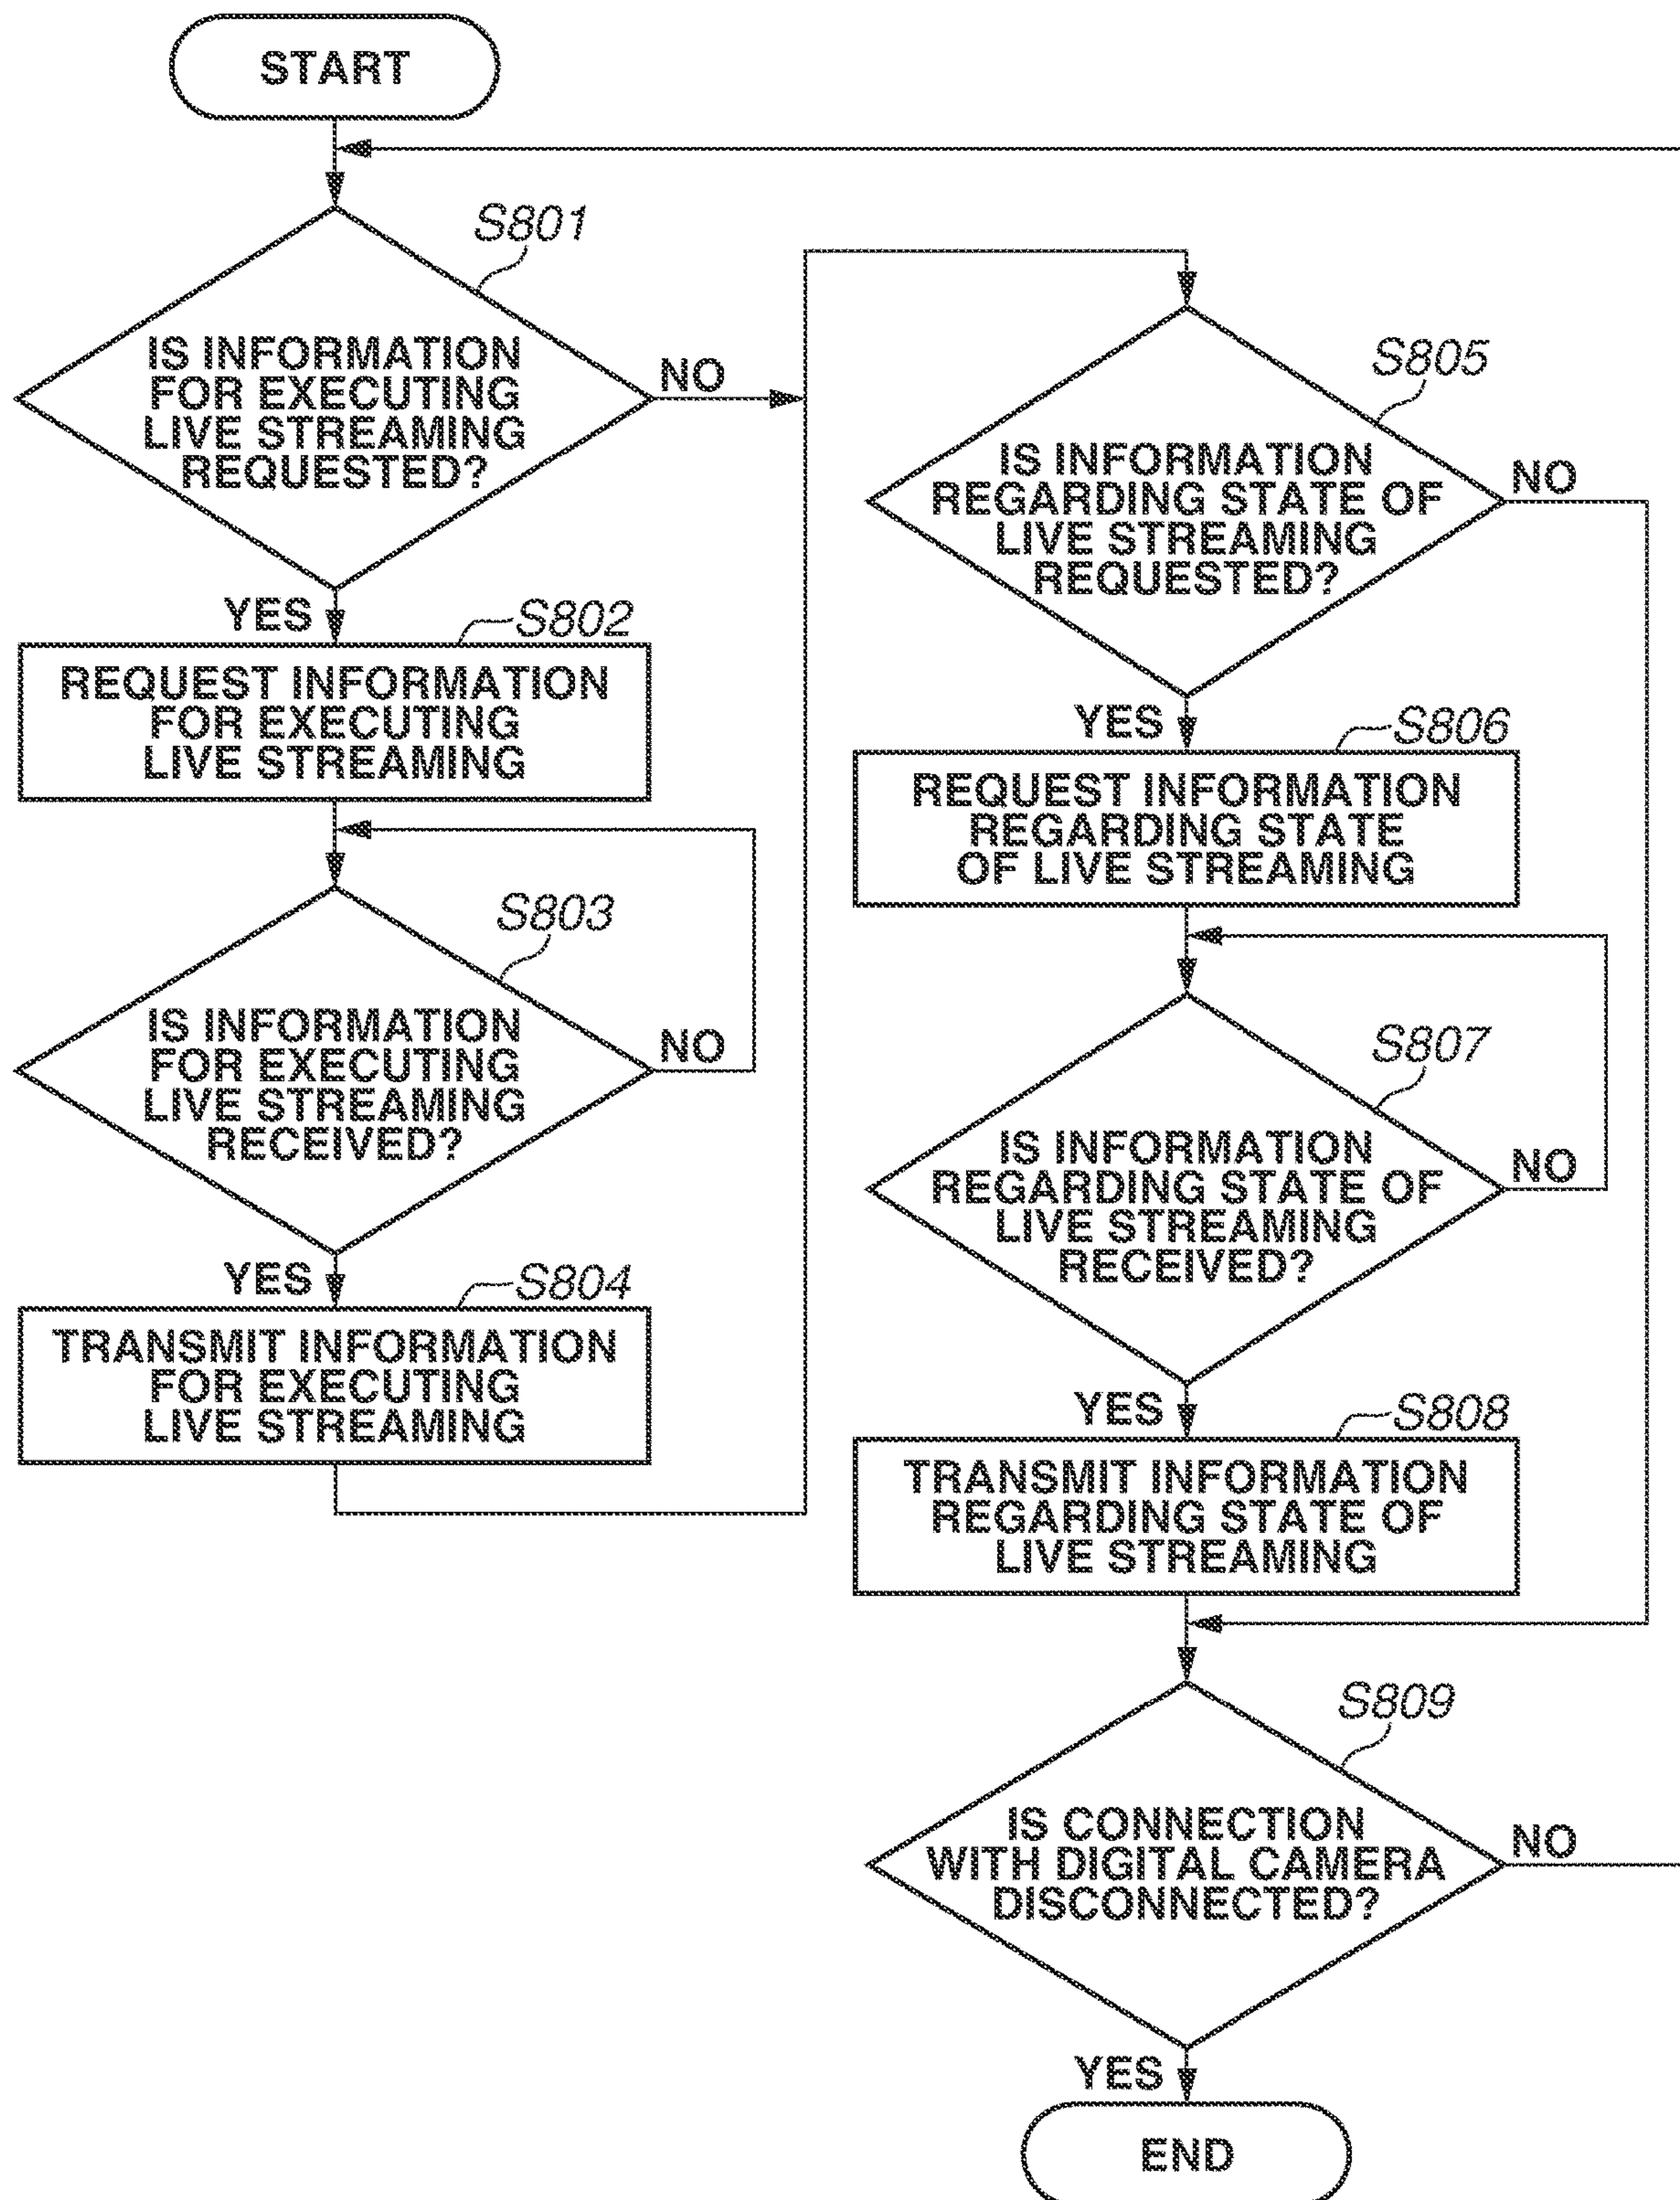 START
S801
IS INFORMATION
FOR EXECUTING
LIVE STREAMING
REQUESTED?
NO
YES
S802
REQUEST INFORMATION
FOR EXECUTING
LIVE STREAMING
S803
IS INFORMATION
FOR EXECUTING
LIVE STREAMING
RECEIVED?
NO
YES
S804
TRANSMIT INFORMATION
FOR EXECUTING
LIVE STREAMING
S805
IS INFORMATION
REGARDING STATE OF
LIVE STREAMING
REQUESTED?
NO
YES
S806
REQUEST INFORMATION
REGARDING STATE
OF LIVE STREAMING
S807
IS INFORMATION
REGARDING STATE OF
LIVE STREAMING
RECEIVED?
NO
YES
S808
TRANSMIT INFORMATION
REGARDING STATE OF
LIVE STREAMING
S809
IS CONNECTION
WITH DIGITAL CAMERA
DISCONNECTED?
NO
YES
END